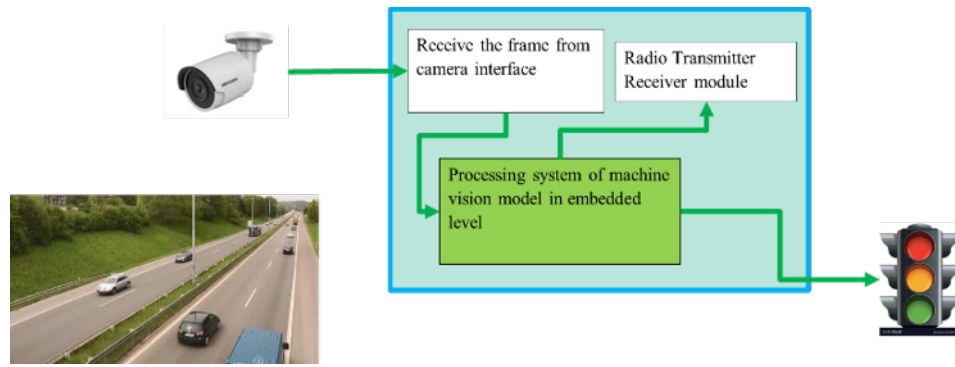 HIKVISION
Receive the frame from
camera interface
Radio Transmitter
Receiver module
Processing system of machine
vision model in embedded
level